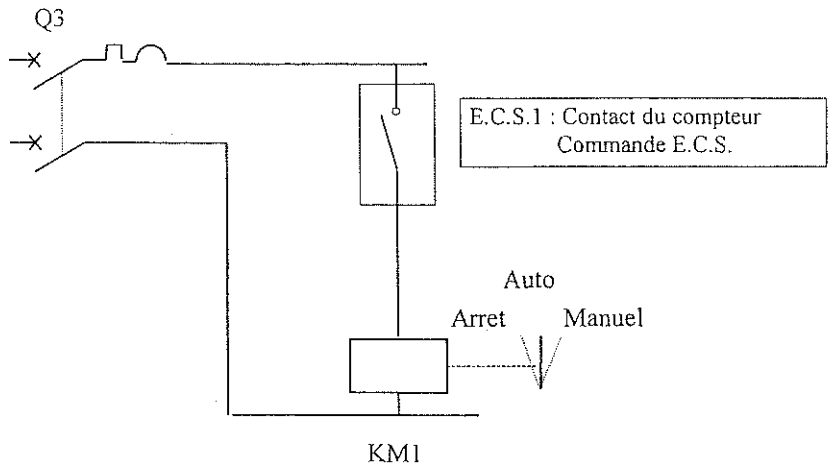 Q3
E.C.S.1 : Contact du compteur
Commande E.C.S.
Auto
Arret Manuel
KM1